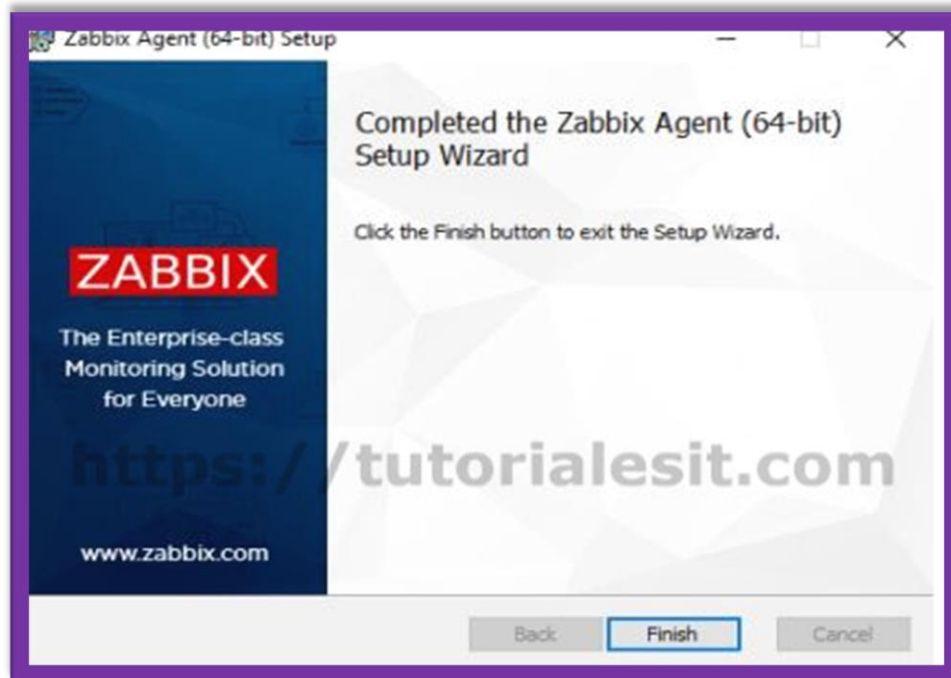 Zabbix Agent (64-bit) Setup
Completed the Zabbix Agent (64-bit)
Setup Wizard
Click the Finish button to exit the Setup Wizard.
ZABBIX
The Enterprise-class
Monitoring Solution
for Everyone
https://tutorialesit.com
www.zabbix.com
Back Finish Cancel